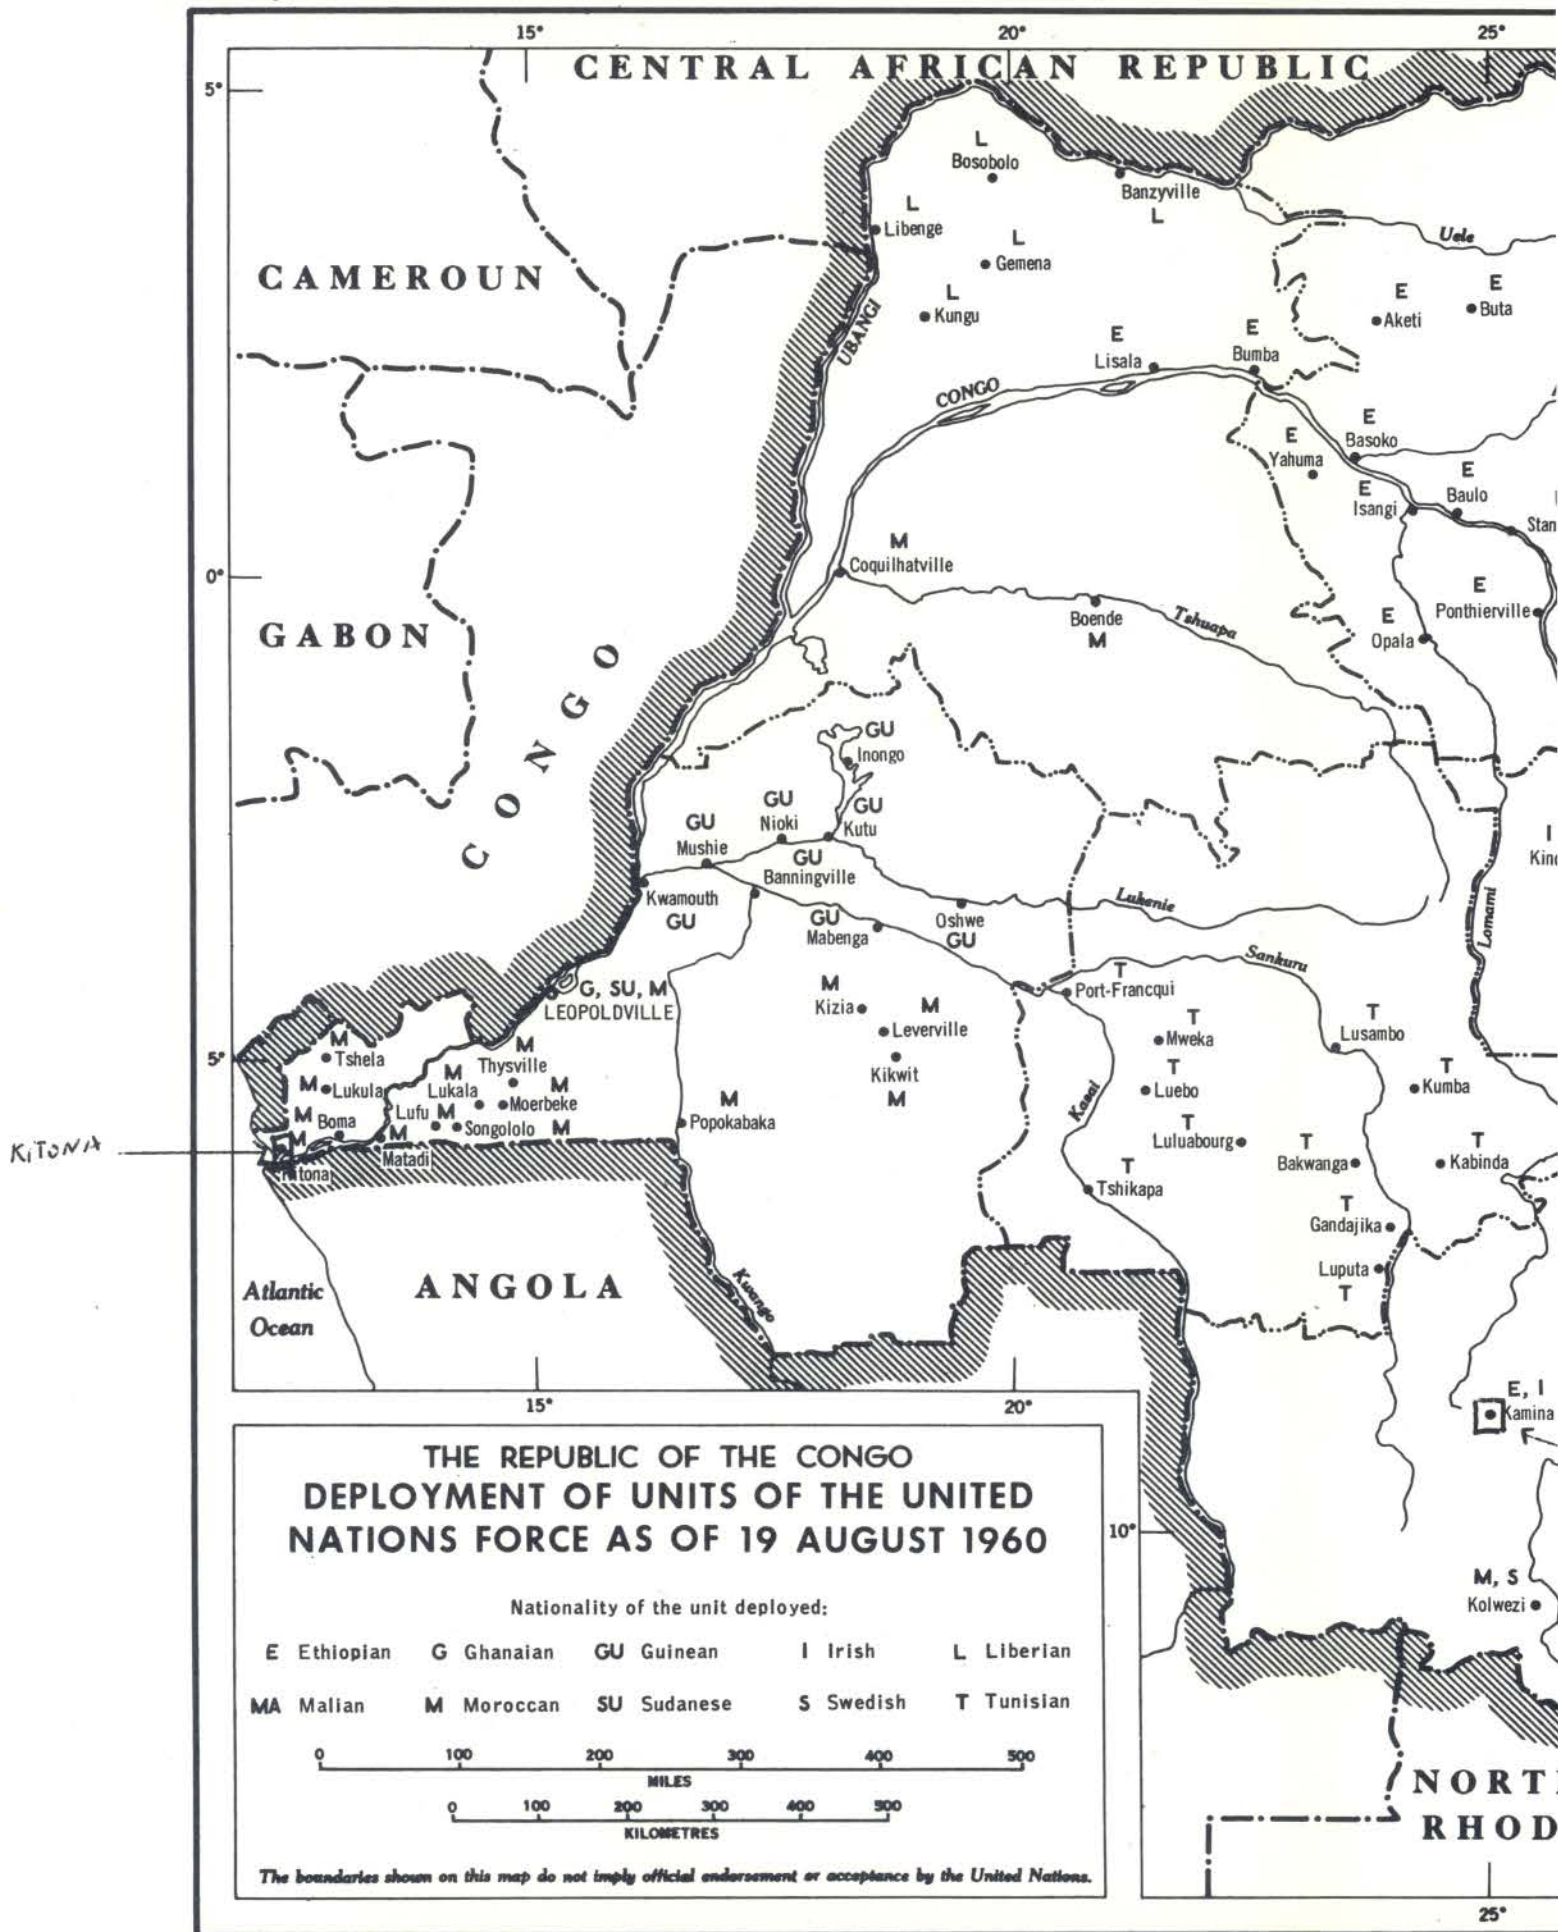 15° 20° 25°
CENTRAL AFRICAN REPUBLIC
5°
L
Bosobolo
Banzyville
L
L
Libenge
L
Gemena
Uele
CAMEROUN
L
Kungu
E
Aketi
E
Buta
UBANGI
E
Lisala
E
Bumba
CONGO
E
Basoko
E
Yahuma
E
Baulo
E
Isangi
Stan
M
Coquilhatville
0°
E
Ponthierville
Boende
M
Tshuapa
E
Opala
GABON
CONGO
GU
Inongo
GU
Nioki
GU
Kutu
GU
Mushie
GU
Banningville
I
Kind
Kwamouth
GU
Lukenie
Lomami
GU
Mabenga
Oshwe
GU
Sankuru
T
Port-Francqui
G, SU, M
LEOPOLDVILLE
M
Kizia
M
Leverville
T
Mweka
T
Lusambo
M
Tshela
M
Thysville
5°
Kikwit
M
M
Lukula
M
Lukala
M
Moerbeke
T
Luebo
T
Kumba
Kasai
M
Boma
Lufu
M
Songololo
M
M
Popokabaka
T
Luluabourg
KITONA
M
Kitona
M
Matadi
T
Bakwanga
T
Kabinda
T
Tshikapa
T
Gandajika
Luputa
T
Atlantic
Ocean
ANGOLA
Kwango
15° 20°
E, I
Kamina
THE REPUBLIC OF THE CONGO
DEPLOYMENT OF UNITS OF THE UNITED
NATIONS FORCE AS OF 19 AUGUST 1960
10°
Nationality of the unit deployed:
M, S
Kolwezi
E Ethiopian G Ghanaian GU Guinean I Irish L Liberian
MA Malian M Moroccan SU Sudanese S Swedish T Tunisian
0 100 200 300 400 500
MILES
0 100 200 300 400 500
KILOMETRES
NORT
RHOD
The boundaries shown on this map do not imply official endorsement or acceptance by the United Nations.
25°